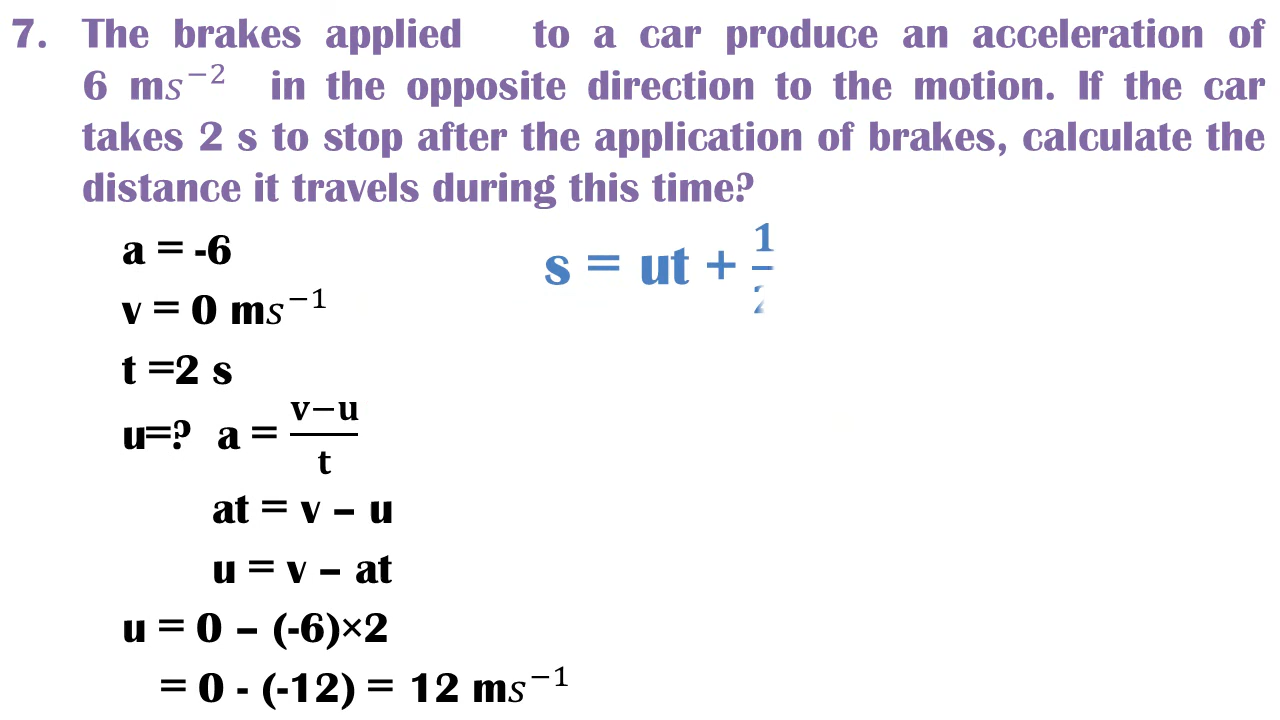 7. The brakes applied to a car produce an acceleration of
6 ms⁻² in the opposite direction to the motion. If the car
takes 2 s to stop after the application of brakes, calculate the
distance it travels during this time?
a = -6
v = 0 ms⁻¹
t =2 s
u=? a = v−u/t
at = v – u
u = v – at
u = 0 – (-6)×2
= 0 - (-12) = 12 ms⁻¹
s = ut + 1/2